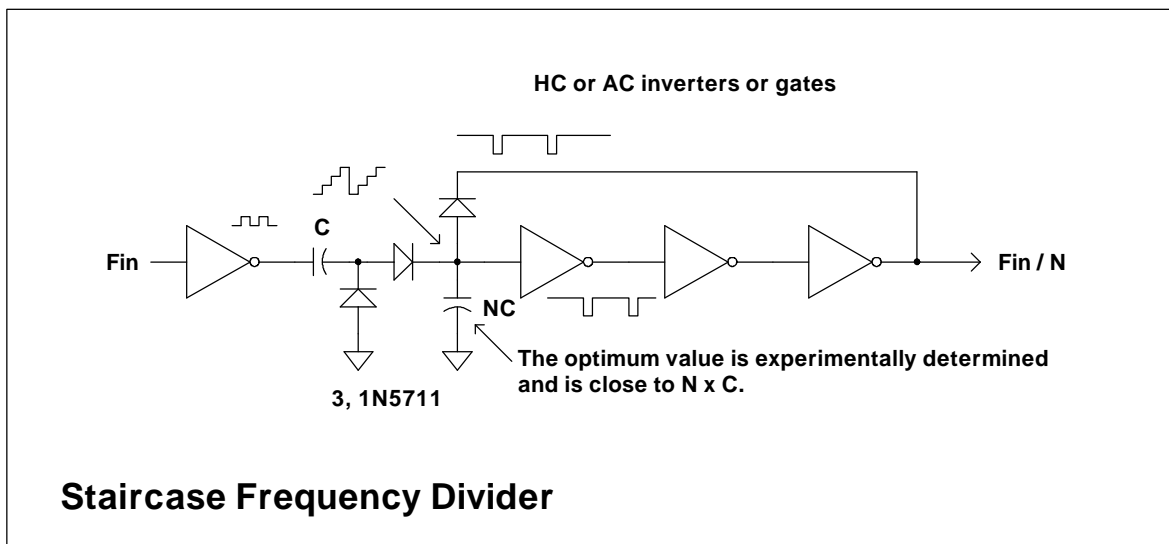 HC or AC inverters or gates
C
Fin
Fin / N
NC
The optimum value is experimentally determined
and is close to N x C.
3, 1N5711
Staircase Frequency Divider